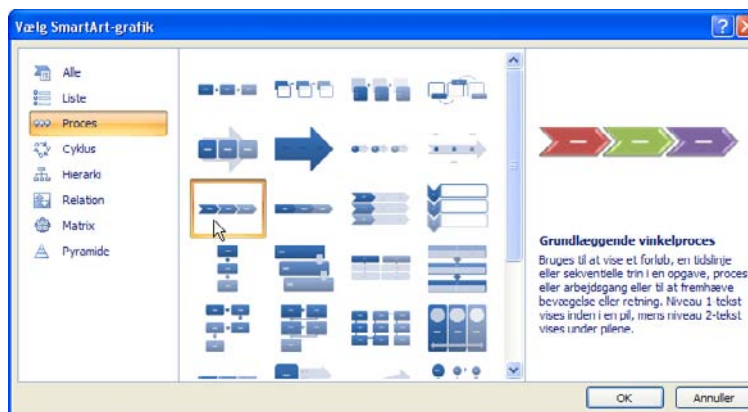 Vælg SmartArt-grafik
Alle
Liste
Proces
Cyklus
Hierarki
Relation
Matrix
Pyramide
Grundlæggende vinkelproces
Bruges til at vise et forløb, en tidslinje
eller sekventielle trin i en opgave, proces
eller arbejdsgang eller til at fremhæve
bevægelse eller retning. Niveau 1-tekst
vises inden i en pil, mens niveau 2-tekst
vises under pilene.
OK
Annuller